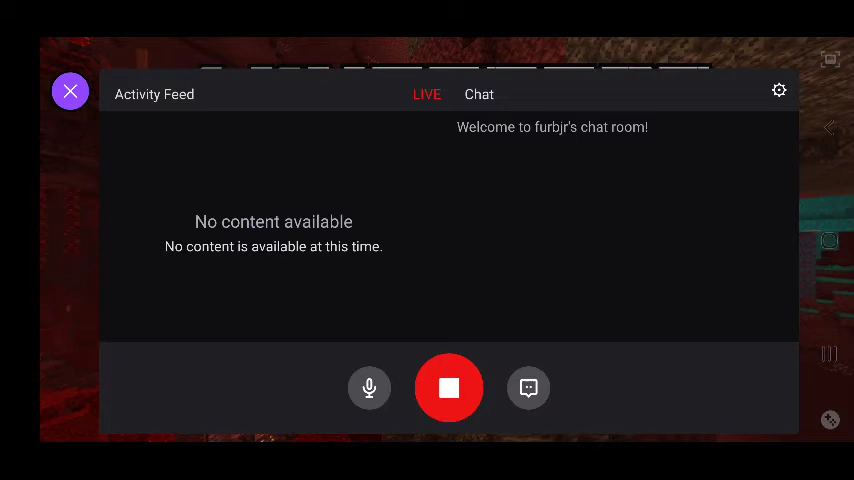 Activity Feed
LIVE
Chat
Welcome to furbjr's chat room!
No content available
No content is available at this time.